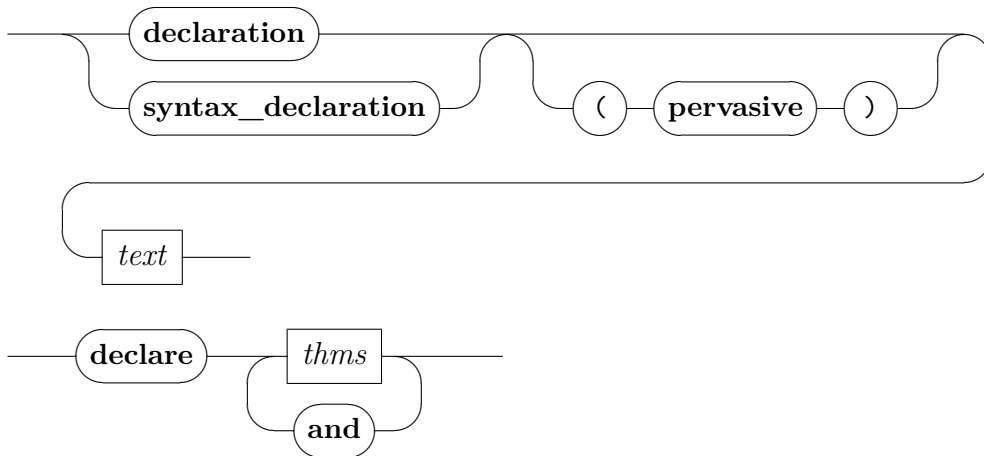 declaration
syntax_declaration ( pervasive )
text
declare thms
and